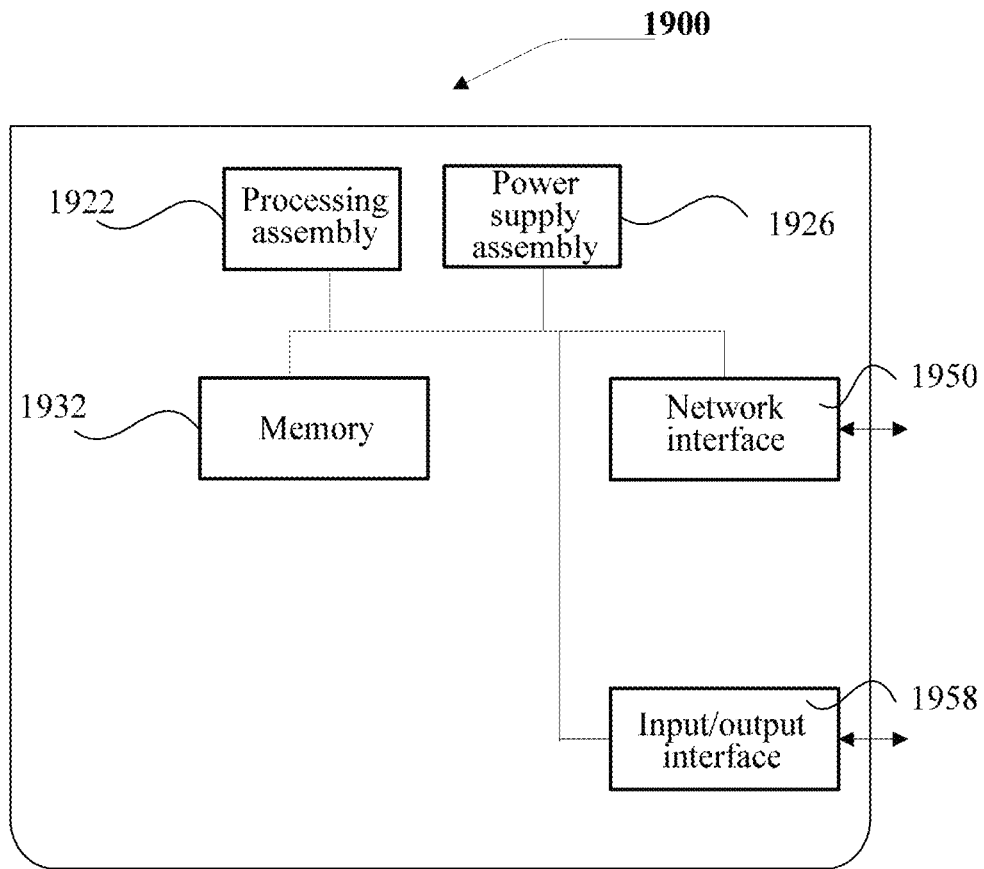 1900
1922
Processing
assembly
Power
supply
assembly
1926
1932
Memory
Network
interface
1950
Input/output
interface
1958